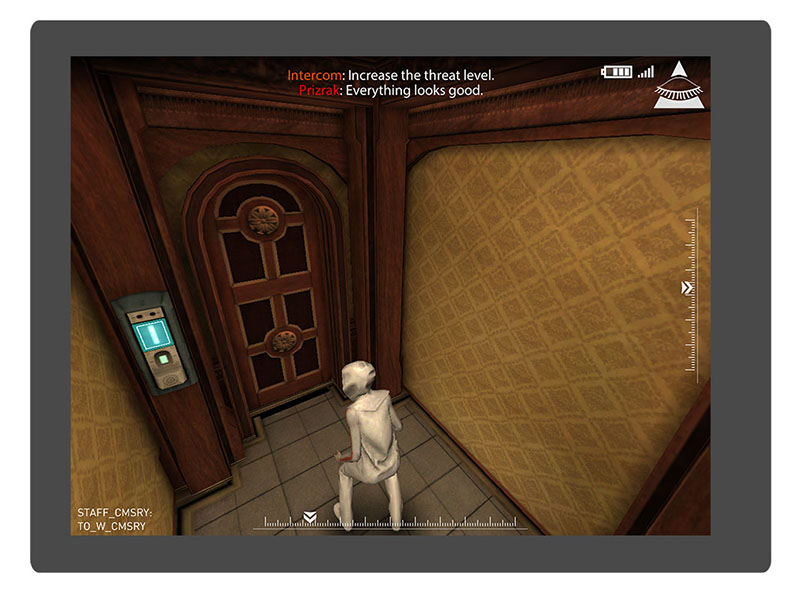 Intercom: Increase the threat level.
Prizrak: Everything looks good.
STAFF_CMSRY:
TO_W_CMSRY